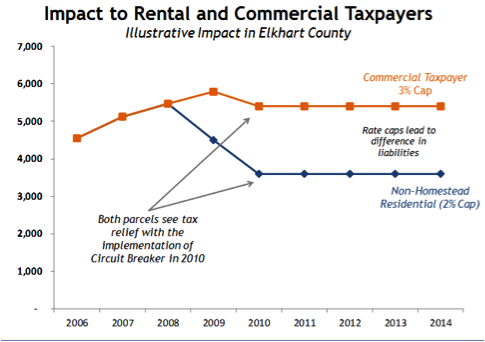 Impact to Rental and Commercial Taxpayers
Illustrative Impact in Elkhart County
7,000
6,000
5,000
4,000
3,000
2,000
1,000
-
Commercial Taxpayer
3% Cap
Rate caps lead to
difference in
liabilities
Non-Homestead
Residential (2% Cap)
Both parcels see tax
relief with the
implementation of
Circuit Breaker in 2010
2006 2007 2008 2009 2010 2011 2012 2013 2014